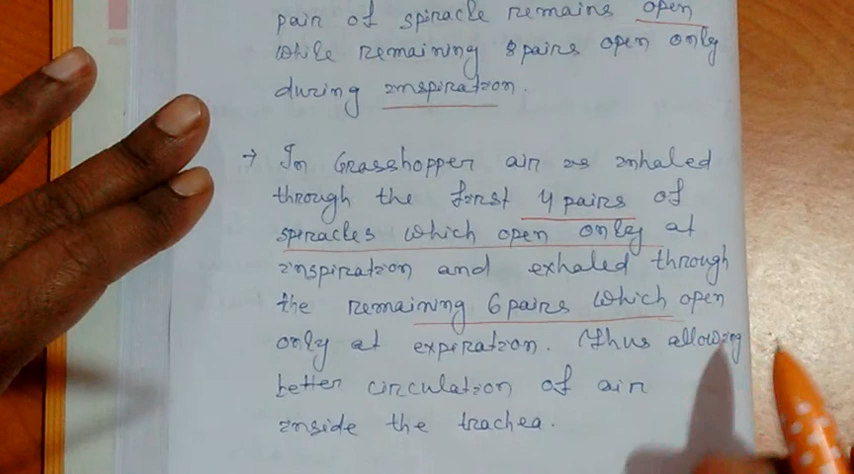 pair of spiracle remains open
while remaining 8 pairs open only
during inspiration.
→ In Grasshopper air is inhaled
through the first 4 pairs of
spiracles which open only at
inspiration and exhaled through
the remaining 6 pairs which open
only at expiration. Thus allowing
better circulation of air
inside the trachea.